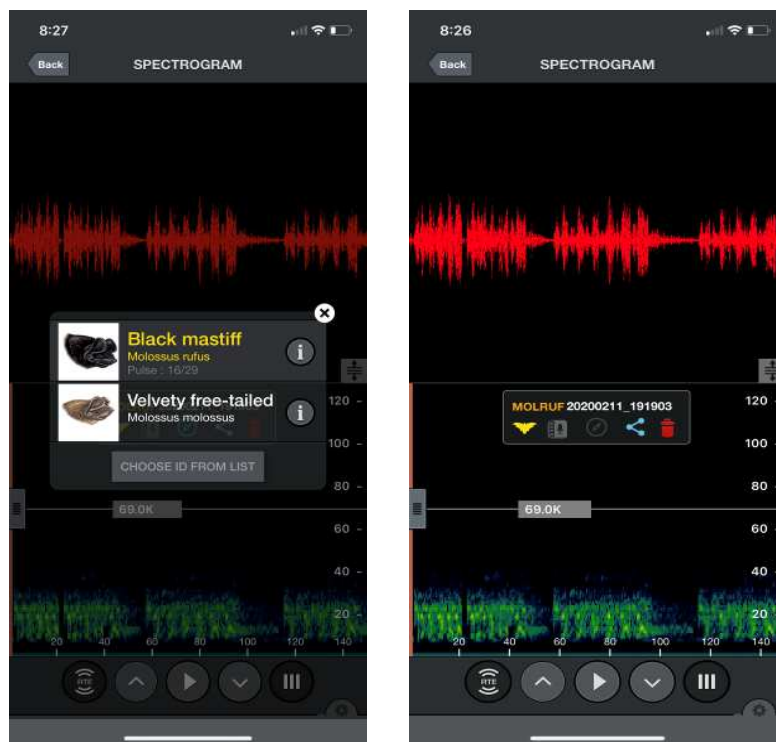 8:27
Back
SPECTROGRAM
Black mastiff
Molossus rufus
Pulse : 16/29
Velvety free-tailed
Molossus molossus
CHOOSE ID FROM LIST
120
100
80
69.0K
60
40
20
20 40 60 80 100 120 140
RTE
8:26
Back
SPECTROGRAM
MOLRUF 20200211_191903
120
100
80
69.0K
60
40
20
20 40 60 80 100 120 140
RTE